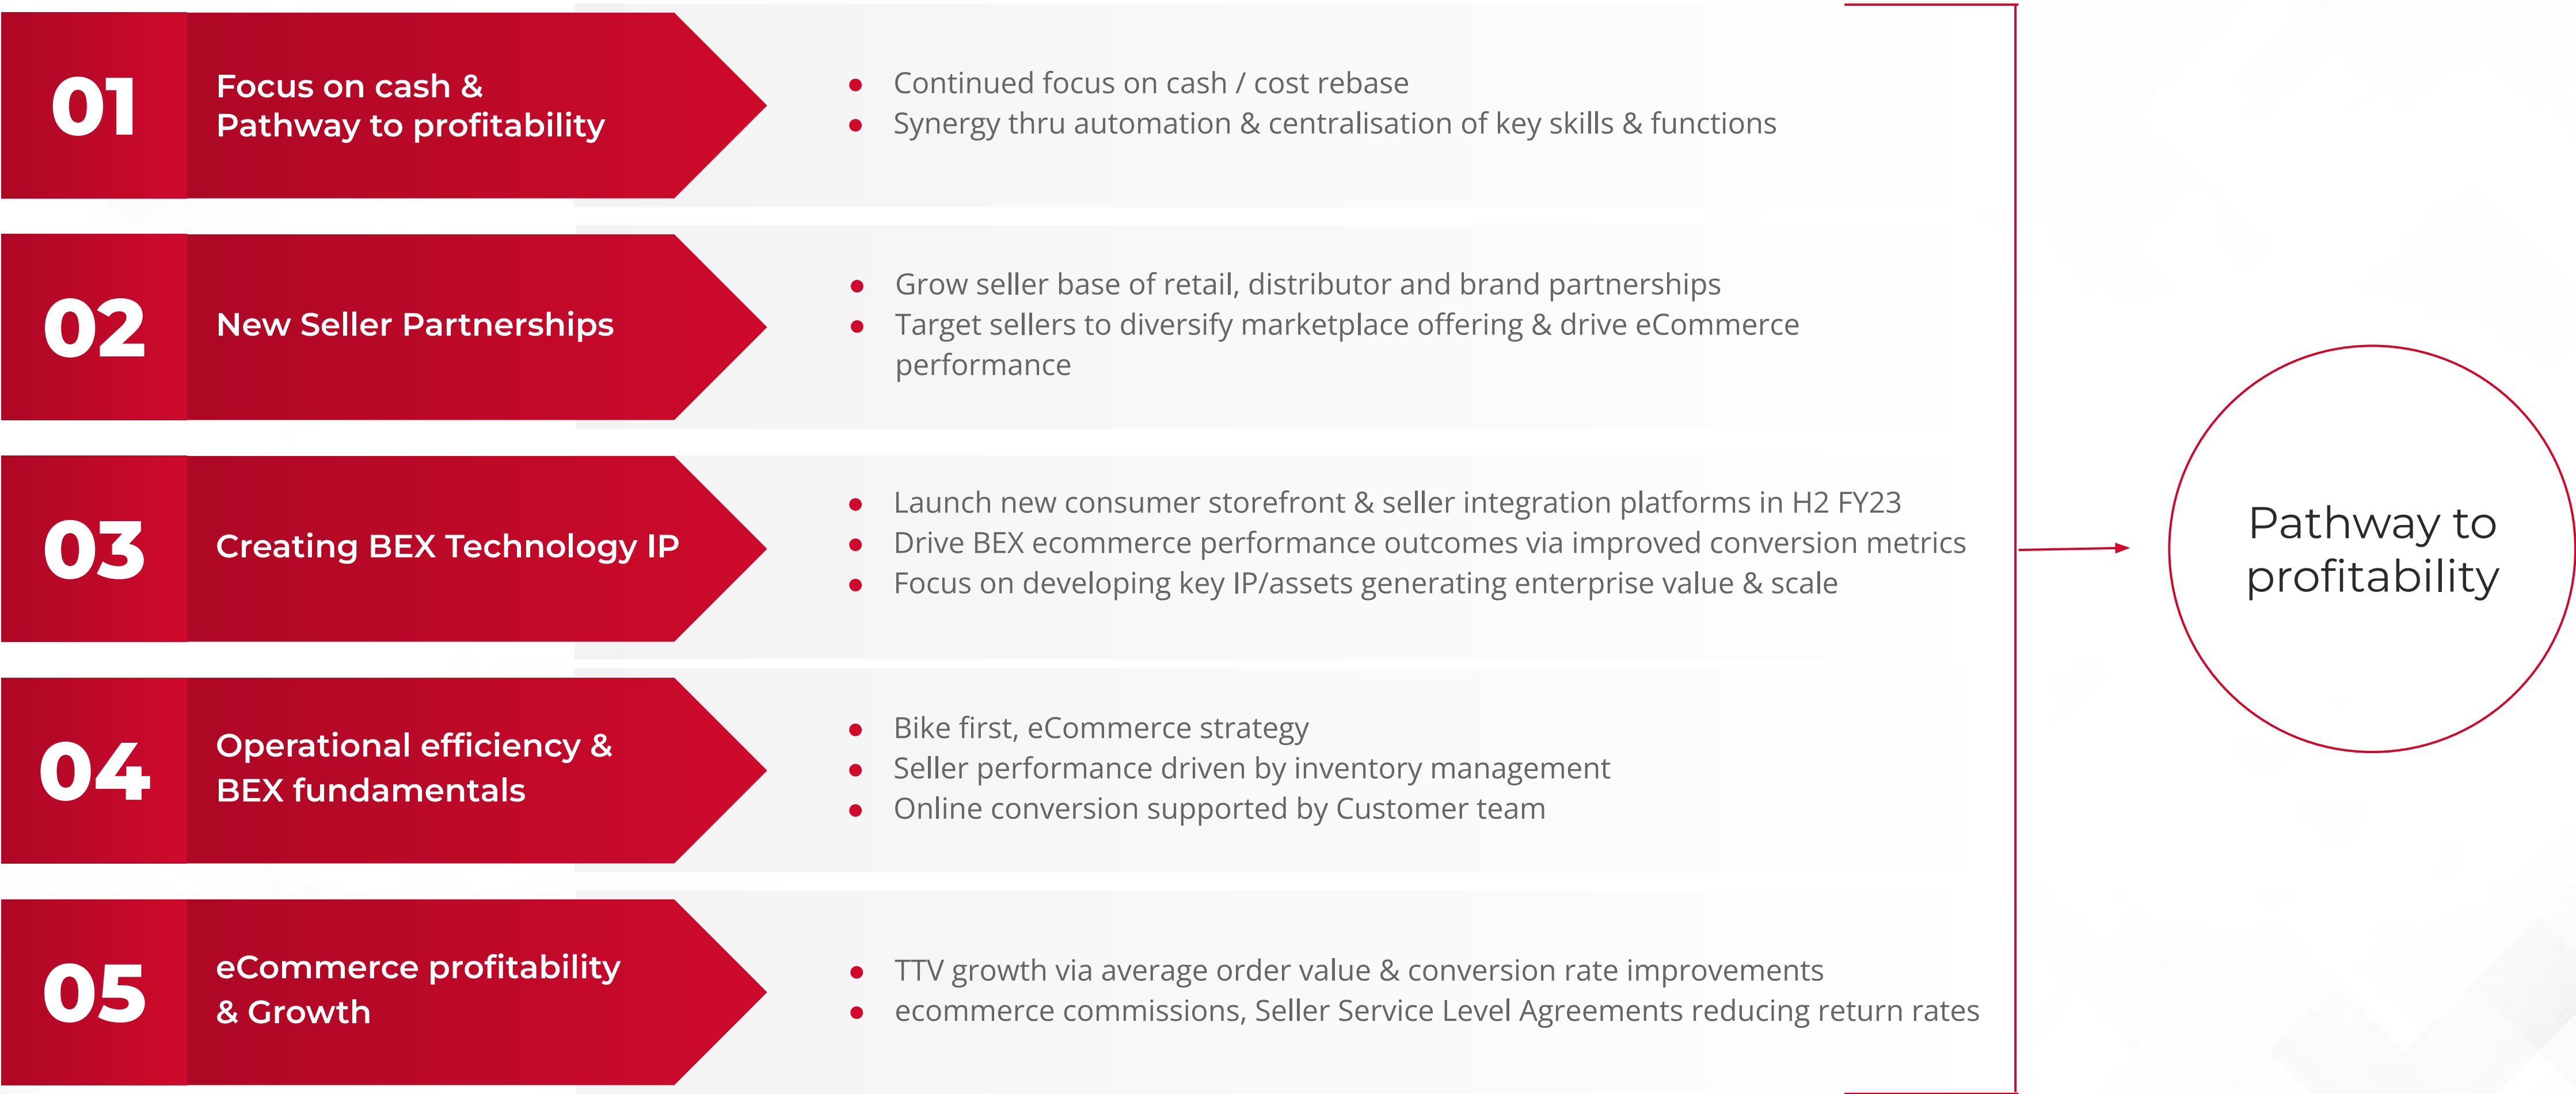 01
Focus on cash &
Pathway to profitability
● Continued focus on cash / cost rebase
● Synergy thru automation & centralisation of key skills & functions
02
New Seller Partnerships
● Grow seller base of retail, distributor and brand partnerships
● Target sellers to diversify marketplace offering & drive eCommerce
performance
03
Creating BEX Technology IP
● Launch new consumer storefront & seller integration platforms in H2 FY23
● Drive BEX ecommerce performance outcomes via improved conversion metrics
● Focus on developing key IP/assets generating enterprise value & scale
04
Operational efficiency &
BEX fundamentals
● Bike first, eCommerce strategy
● Seller performance driven by inventory management
● Online conversion supported by Customer team
05
eCommerce profitability
& Growth
● TTV growth via average order value & conversion rate improvements
● ecommerce commissions, Seller Service Level Agreements reducing return rates
Pathway to
profitability